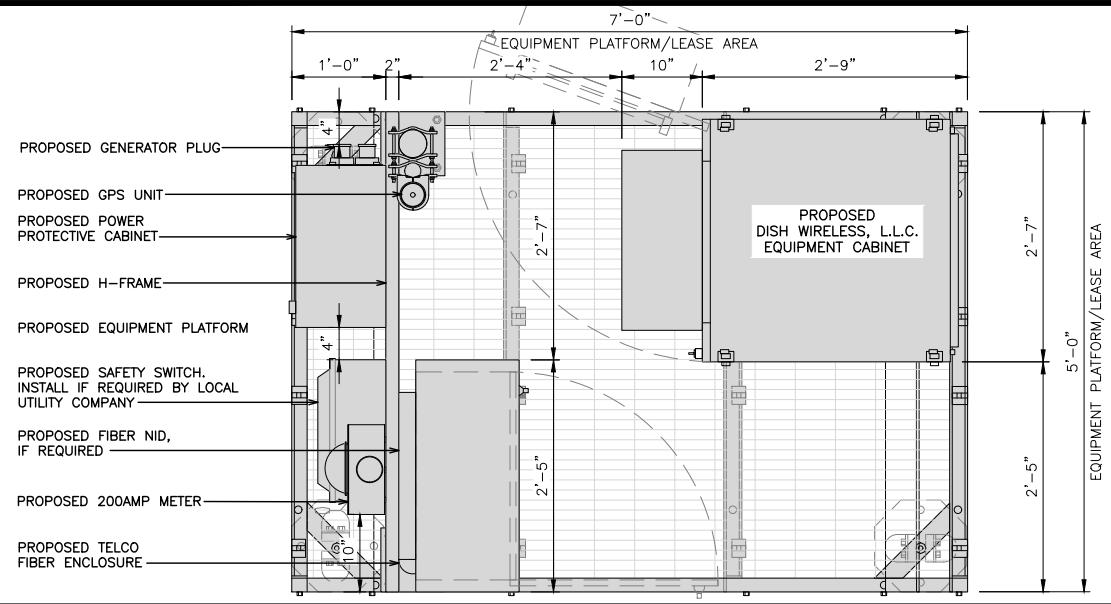 7'-0"
EQUIPMENT PLATFORM/LEASE AREA
1'-0"
2"
2'-4"
10"
2'-9"
4"
PROPOSED GENERATOR PLUG
PROPOSED GPS UNIT
PROPOSED POWER
PROTECTIVE CABINET
PROPOSED H-FRAME
PROPOSED EQUIPMENT PLATFORM
4"
PROPOSED SAFETY SWITCH.
INSTALL IF REQUIRED BY LOCAL
UTILITY COMPANY
PROPOSED FIBER NID,
IF REQUIRED
PROPOSED 200AMP METER
10"
PROPOSED TELCO
FIBER ENCLOSURE
2'-7"
2'-5"
PROPOSED
DISH WIRELESS, L.L.C.
EQUIPMENT CABINET
2'-7"
2'-5"
5'-0"
EQUIPMENT PLATFORM/LEASE AREA